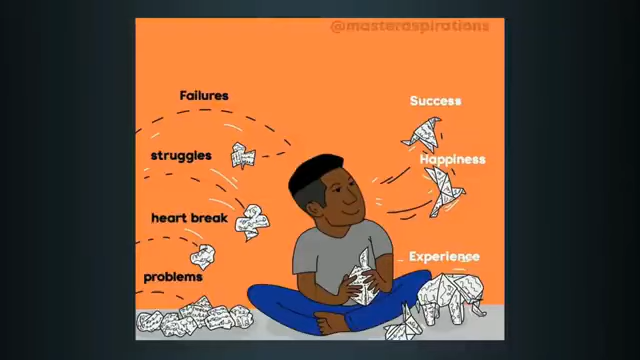 @masteraspirations
Failures
struggles
heart break
problems
Success
Happiness
Experience